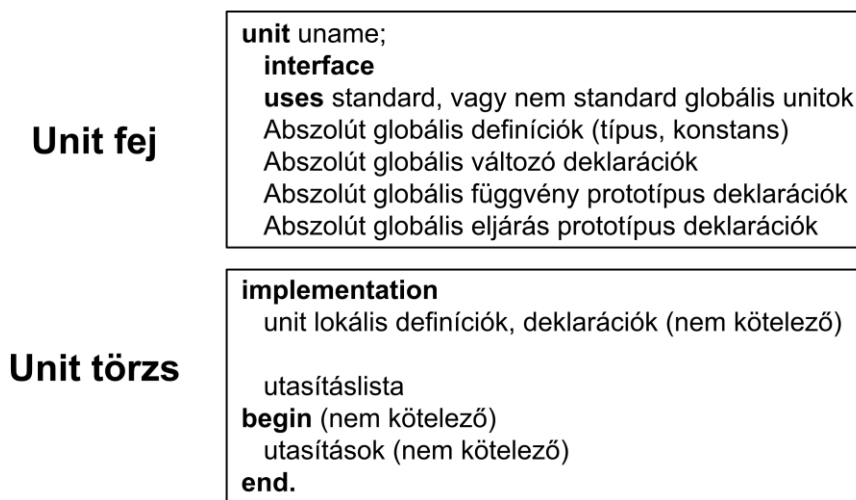 Unit fej
unit uname;
interface
uses standard, vagy nem standard globális unitok
Abszolút globális definíciók (típus, konstans)
Abszolút globális változó deklarációk
Abszolút globális függvény prototípus deklarációk
Abszolút globális eljárás prototípus deklarációk
Unit törzs
implementation
unit lokális definíciók, deklarációk (nem kötelező)
utasításlista
begin (nem kötelező)
utasítások (nem kötelező)
end.